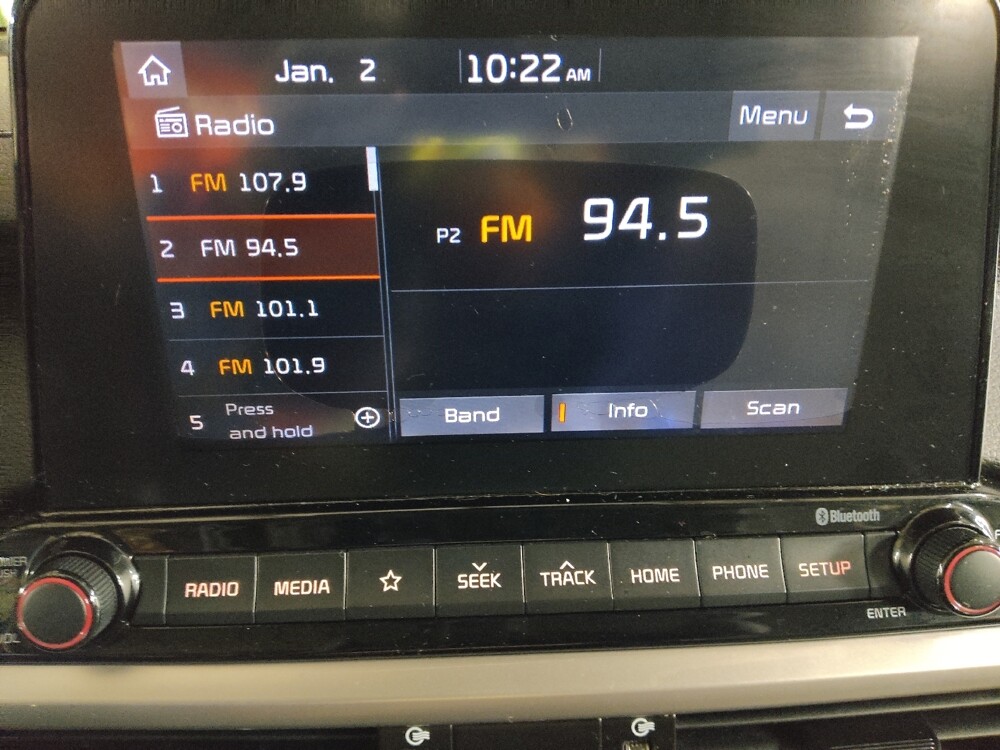 Jan. 2 10:22 AM
Radio Menu
1 FM 107.9
2 FM 94.5
P2 FM 94.5
3 FM 101.1
4 FM 101.9
5 Press and hold
Band Info Scan
Bluetooth
RADIO MEDIA SEEK TRACK HOME PHONE SETUP
ENTER